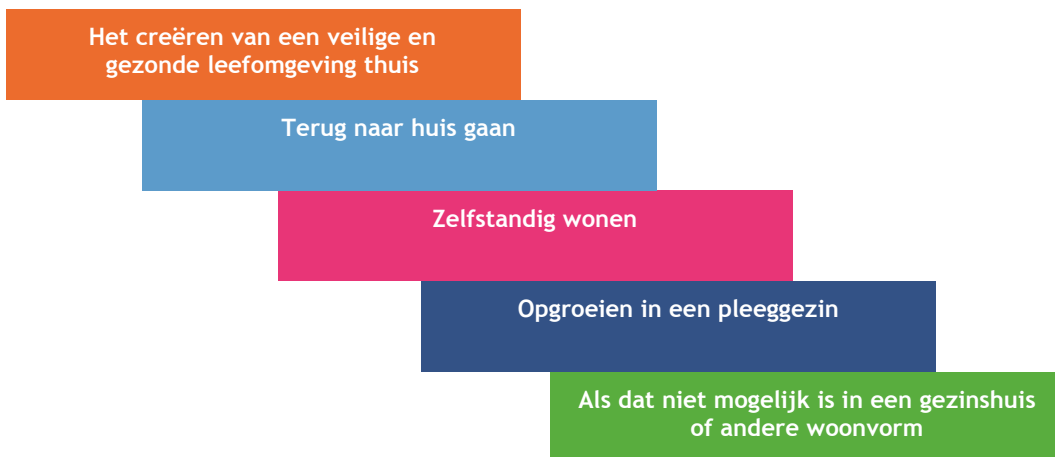 Het creëren van een veilige en
gezonde leefomgeving thuis
Terug naar huis gaan
Zelfstandig wonen
Opgroeien in een pleeggezin
Als dat niet mogelijk is in een gezinshuis
of andere woonvorm